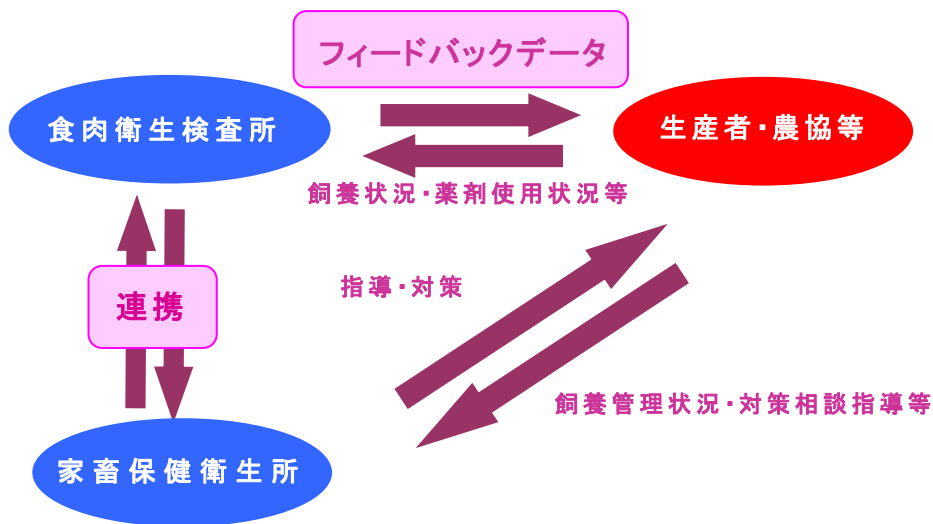 フィードバックデータ
食肉衛生検査所
生産者・農協等
飼養状況・薬剤使用状況等
指導・対策
連携
飼養管理状況・対策相談指導等
家畜保健衛生所